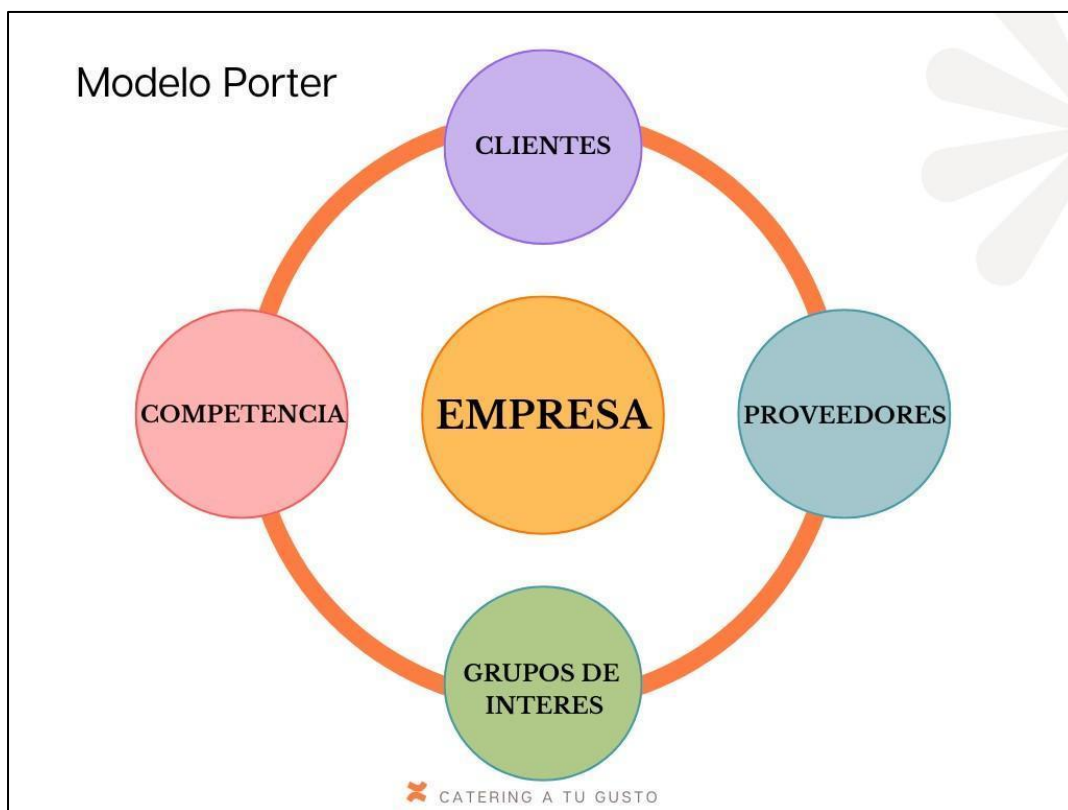 Modelo Porter
CLIENTES
COMPETENCIA
EMPRESA
PROVEEDORES
GRUPOS DE
INTERES
CATERING A TU GUSTO